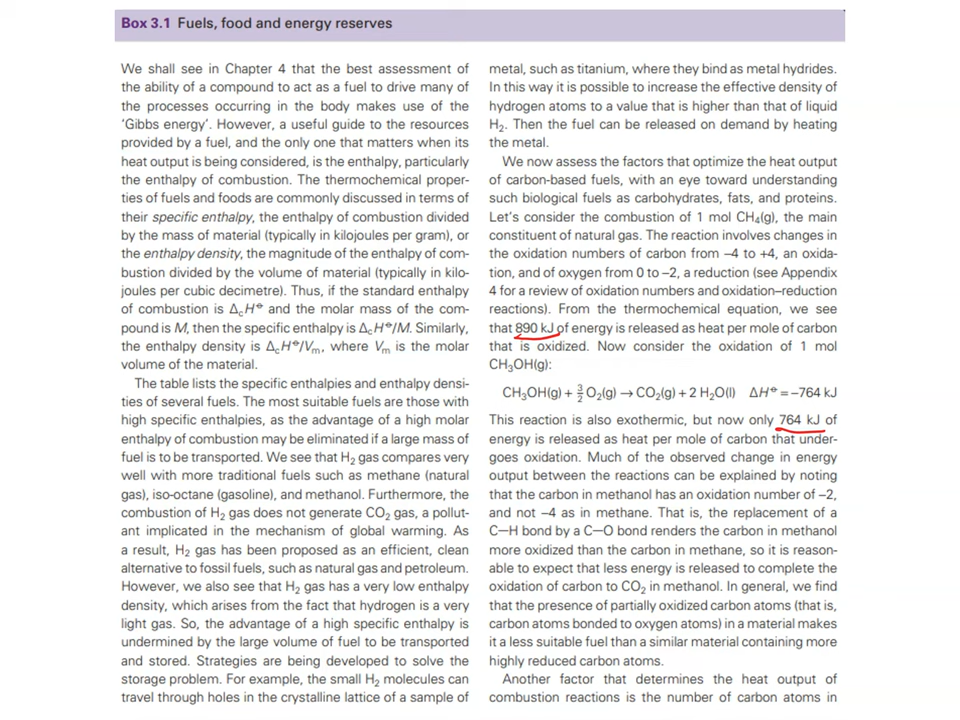 Box 3.1 Fuels, food and energy reserves
We shall see in Chapter 4 that the best assessment of
the ability of a compound to act as a fuel to drive many of
the processes occurring in the body makes use of the
‘Gibbs energy’. However, a useful guide to the resources
provided by a fuel, and the only one that matters when its
heat output is being considered, is the enthalpy, particularly
the enthalpy of combustion. The thermochemical proper-
ties of fuels and foods are commonly discussed in terms of
their specific enthalpy, the enthalpy of combustion divided
by the mass of material (typically in kilojoules per gram), or
the enthalpy density, the magnitude of the enthalpy of com-
bustion divided by the volume of material (typically in kilo-
joules per cubic decimetre). Thus, if the standard enthalpy
of combustion is ΔcH⦵ and the molar mass of the com-
pound is M, then the specific enthalpy is ΔcH⦵/M. Similarly,
the enthalpy density is ΔcH⦵/Vm, where Vm is the molar
volume of the material.
The table lists the specific enthalpies and enthalpy densi-
ties of several fuels. The most suitable fuels are those with
high specific enthalpies, as the advantage of a high molar
enthalpy of combustion may be eliminated if a large mass of
fuel is to be transported. We see that H₂ gas compares very
well with more traditional fuels such as methane (natural
gas), iso-octane (gasoline), and methanol. Furthermore, the
combustion of H₂ gas does not generate CO₂ gas, a pollut-
ant implicated in the mechanism of global warming. As
a result, H₂ gas has been proposed as an efficient, clean
alternative to fossil fuels, such as natural gas and petroleum.
However, we also see that H₂ gas has a very low enthalpy
density, which arises from the fact that hydrogen is a very
light gas. So, the advantage of a high specific enthalpy is
undermined by the large volume of fuel to be transported
and stored. Strategies are being developed to solve the
storage problem. For example, the small H₂ molecules can
travel through holes in the crystalline lattice of a sample of
metal, such as titanium, where they bind as metal hydrides.
In this way it is possible to increase the effective density of
hydrogen atoms to a value that is higher than that of liquid
H₂. Then the fuel can be released on demand by heating
the metal.
We now assess the factors that optimize the heat output
of carbon-based fuels, with an eye toward understanding
such biological fuels as carbohydrates, fats, and proteins.
Let’s consider the combustion of 1 mol CH₄(g), the main
constituent of natural gas. The reaction involves changes in
the oxidation numbers of carbon from –4 to +4, an oxida-
tion, and of oxygen from 0 to –2, a reduction (see Appendix
4 for a review of oxidation numbers and oxidation–reduction
reactions). From the thermochemical equation, we see
that 890 kJ of energy is released as heat per mole of carbon
that is oxidized. Now consider the oxidation of 1 mol
CH₃OH(g):
CH₃OH(g) + 3/2 O₂(g) → CO₂(g) + 2 H₂O(l) ΔH⦵ = –764 kJ
This reaction is also exothermic, but now only 764 kJ of
energy is released as heat per mole of carbon that under-
goes oxidation. Much of the observed change in energy
output between the reactions can be explained by noting
that the carbon in methanol has an oxidation number of –2,
and not –4 as in methane. That is, the replacement of a
C—H bond by a C—O bond renders the carbon in methanol
more oxidized than the carbon in methane, so it is reason-
able to expect that less energy is released to complete the
oxidation of carbon to CO₂ in methanol. In general, we find
that the presence of partially oxidized carbon atoms (that is,
carbon atoms bonded to oxygen atoms) in a material makes
it a less suitable fuel than a similar material containing more
highly reduced carbon atoms.
Another factor that determines the heat output of
combustion reactions is the number of carbon atoms in